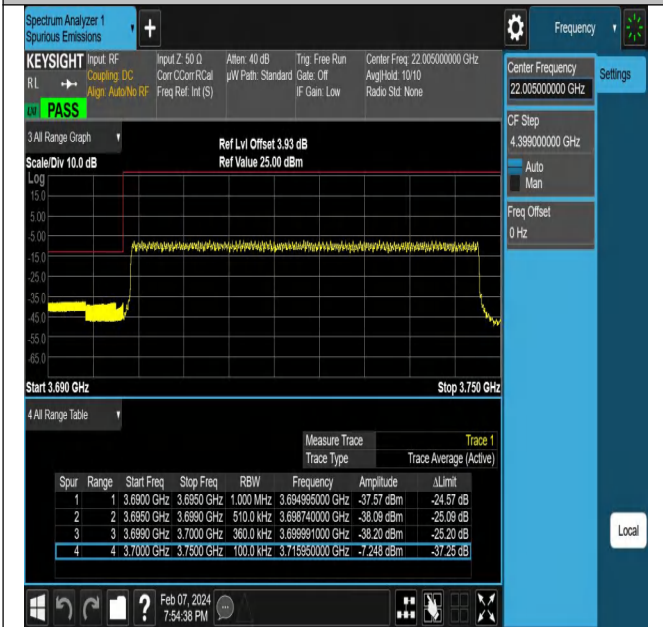 Spectrum Analyzer 1
Spurious Emissions
+
Frequency
KEYSIGHT
RL
PASS
Input: RF
Coupling: DC
Align: Auto/No RF
Input Z: 50 Ω
Corr CCorr RCal
Freq Ref: Int (S)
Atten: 40 dB
µW Path: Standard
Trig: Free Run
Gate: Off
IF Gain: Low
Center Freq: 22.005000000 GHz
Avg|Hold: 10/10
Radio Std: None
Center Frequency
22.005000000 GHz
Settings
CF Step
4.399000000 GHz
Auto
Man
Freq Offset
0 Hz
3 All Range Graph
Scale/Div 10.0 dB
Ref Lvl Offset 3.93 dB
Ref Value 25.00 dBm
Log
15.0
5.00
-5.00
-15.0
-25.0
-35.0
-45.0
-55.0
-65.0
Start 3.690 GHz Stop 3.750 GHz
4 All Range Table
Measure Trace Trace 1
Trace Type Trace Average (Active)
Spur Range Start Freq Stop Freq RBW Frequency Amplitude ∆Limit
1 1 3.6900 GHz 3.6950 GHz 1.000 MHz 3.694995000 GHz -37.57 dBm -24.57 dB
2 2 3.6950 GHz 3.6990 GHz 510.0 kHz 3.698740000 GHz -38.09 dBm -25.09 dB
3 3 3.6990 GHz 3.7000 GHz 360.0 kHz 3.699991000 GHz -38.20 dBm -25.20 dB
4 4 3.7000 GHz 3.7500 GHz 100.0 kHz 3.715950000 GHz -7.248 dBm -37.25 dB
Local
?
Feb 07, 2024
7:54:38 PM